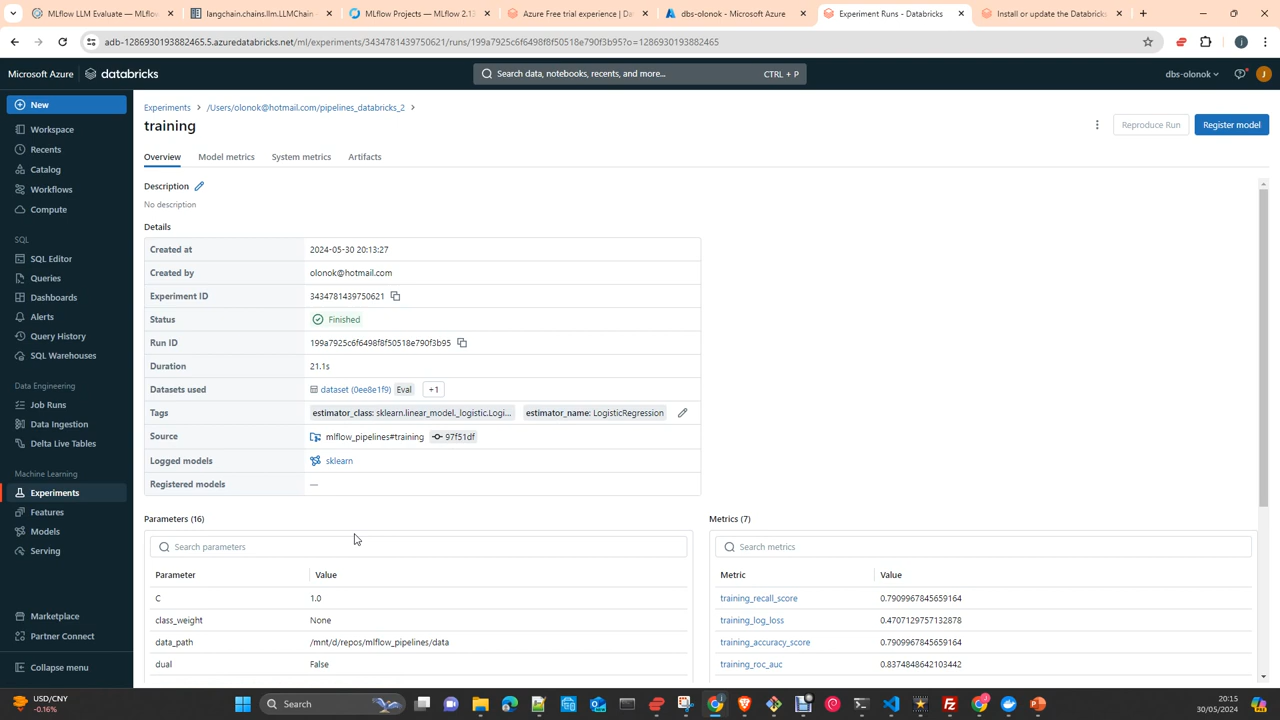 MLflow LLM Evaluate — MLflow
langchain.chains.llm.LLMChain
MLflow Projects — MLflow 2.13
Azure Free trial experience | Da
dbs-olonok - Microsoft Azure
Experiment Runs - Databricks
Install or update the Databricks
adb-1286930193882465.5.azuredatabricks.net/ml/experiments/3434781439750621/runs/199a7925c6f6498f8f50518e790f3b95?o=1286930193882465
Microsoft Azure
databricks
Search data, notebooks, recents, and more...
CTRL + P
dbs-olonok
J
New
Workspace
Recents
Catalog
Workflows
Compute
SQL
SQL Editor
Queries
Dashboards
Alerts
Query History
SQL Warehouses
Data Engineering
Job Runs
Data Ingestion
Delta Live Tables
Machine Learning
Experiments
Features
Models
Serving
Marketplace
Partner Connect
Collapse menu
Experiments > /Users/olonok@hotmail.com/pipelines_databricks_2 >
training
Reproduce Run
Register model
Overview
Model metrics
System metrics
Artifacts
Description
No description
Details
Created at 2024-05-30 20:13:27
Created by olonok@hotmail.com
Experiment ID 3434781439750621
Status Finished
Run ID 199a7925c6f6498f8f50518e790f3b95
Duration 21.1s
Datasets used dataset (0ee8e1f9) Eval +1
Tags estimator_class: sklearn.linear_model._logistic.Logi... estimator_name: LogisticRegression
Source mlflow_pipelines#training 97f51df
Logged models sklearn
Registered models —
Parameters (16)
Search parameters
Parameter Value
C 1.0
class_weight None
data_path /mnt/d/repos/mlflow_pipelines/data
dual False
Metrics (7)
Search metrics
Metric Value
training_recall_score 0.7909967845659164
training_log_loss 0.4707129757132878
training_accuracy_score 0.7909967845659164
training_roc_auc 0.8374848642103442
USD/CNY
-0.16%
Search
20:15
30/05/2024